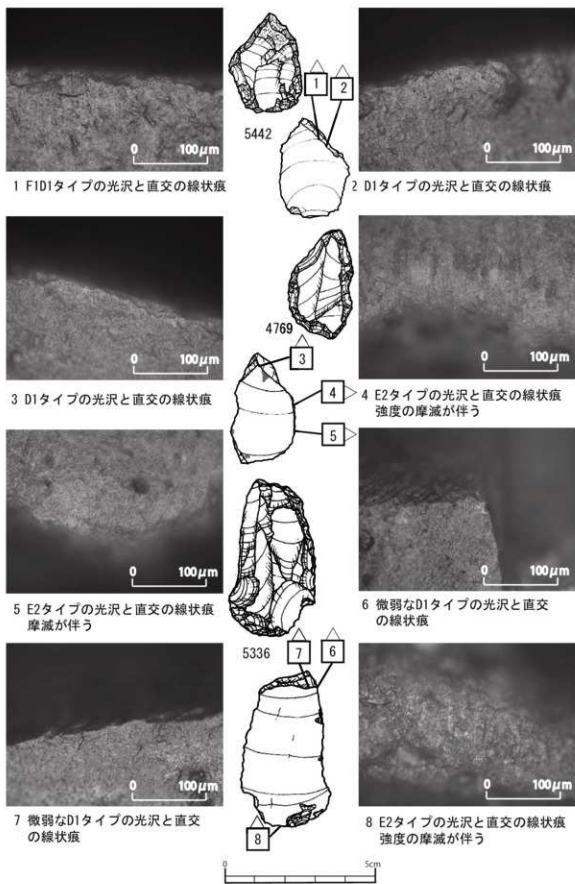 0 100μm
1 F1D1タイプの光沢と直交の線状痕
5442
1
2
0 100μm
2 D1タイプの光沢と直交の線状痕
0 100μm
3 D1タイプの光沢と直交の線状痕
4769
3
4
5
0 100μm
4 E2タイプの光沢と直交の線状痕
強度の摩滅が伴う
0 100μm
5 E2タイプの光沢と直交の線状痕
摩滅が伴う
0 100μm
6 微弱なD1タイプの光沢と直交
の線状痕
5336
7
6
8
0 100μm
7 微弱なD1タイプの光沢と直交
の線状痕
0 100μm
8 E2タイプの光沢と直交の線状痕
強度の摩滅が伴う
0 5cm